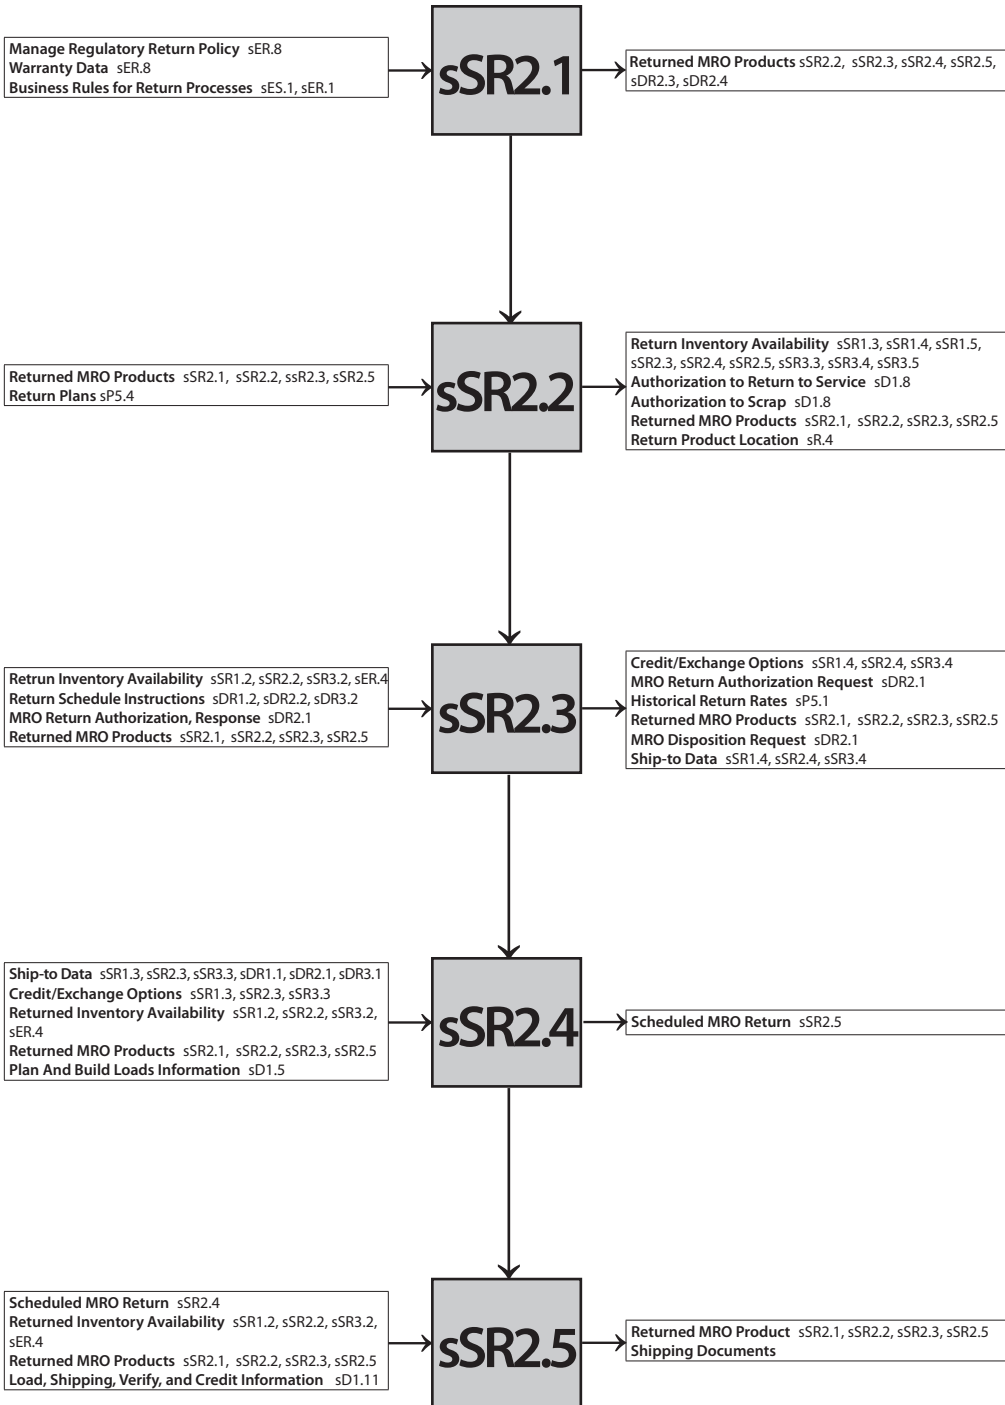 Manage Regulatory Return Policy sER.8
Warranty Data sER.8
Business Rules for Return Processes sES.1, sER.1
sSR2.1
Returned MRO Products sSR2.2, sSR2.3, sSR2.4, sSR2.5,
sDR2.3, sDR2.4
Returned MRO Products sSR2.1, sSR2.2, ssR2.3, sSR2.5
Return Plans sP5.4
sSR2.2
Return Inventory Availability sSR1.3, sSR1.4, sSR1.5,
sSR2.3, sSR2.4, sSR2.5, sSR3.3, sSR3.4, sSR3.5
Authorization to Return to Service sD1.8
Authorization to Scrap sD1.8
Returned MRO Products sSR2.1, sSR2.2, sSR2.3, sSR2.5
Return Product Location sR.4
Retrun Inventory Availability sSR1.2, sSR2.2, sSR3.2, sER.4
Return Schedule Instructions sDR1.2, sDR2.2, sDR3.2
MRO Return Authorization, Response sDR2.1
Returned MRO Products sSR2.1, sSR2.2, sSR2.3, sSR2.5
sSR2.3
Credit/Exchange Options sSR1.4, sSR2.4, sSR3.4
MRO Return Authorization Request sDR2.1
Historical Return Rates sP5.1
Returned MRO Products sSR2.1, sSR2.2, sSR2.3, sSR2.5
MRO Disposition Request sDR2.1
Ship-to Data sSR1.4, sSR2.4, sSR3.4
Ship-to Data sSR1.3, sSR2.3, sSR3.3, sDR1.1, sDR2.1, sDR3.1
Credit/Exchange Options sSR1.3, sSR2.3, sSR3.3
Returned Inventory Availability sSR1.2, sSR2.2, sSR3.2,
sER.4
Returned MRO Products sSR2.1, sSR2.2, sSR2.3, sSR2.5
Plan And Build Loads Information sD1.5
sSR2.4
Scheduled MRO Return sSR2.5
Scheduled MRO Return sSR2.4
Returned Inventory Availability sSR1.2, sSR2.2, sSR3.2,
sER.4
Returned MRO Products sSR2.1, sSR2.2, sSR2.3, sSR2.5
Load, Shipping, Verify, and Credit Information sD1.11
sSR2.5
Returned MRO Product sSR2.1, sSR2.2, sSR2.3, sSR2.5
Shipping Documents